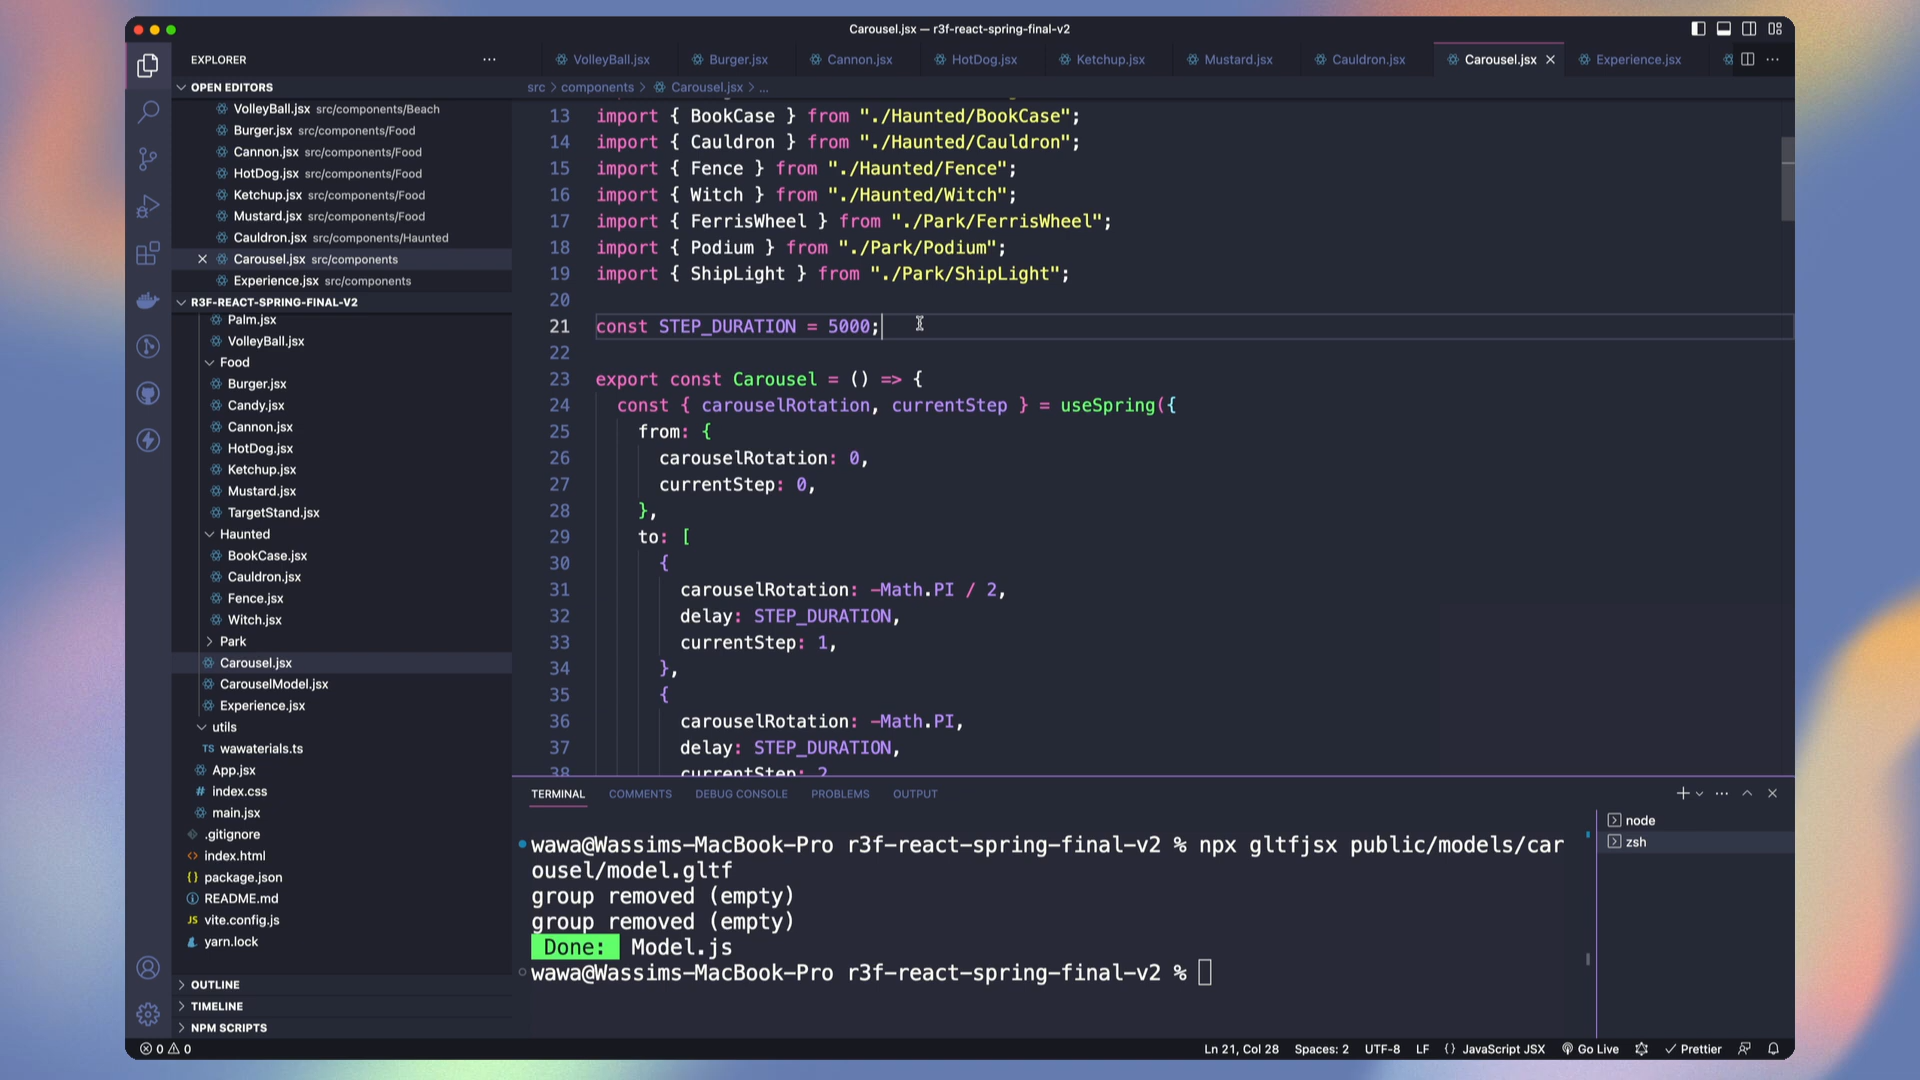 Carousel.jsx — r3f-react-spring-final-v2
EXPLORER
OPEN EDITORS
VolleyBall.jsx src/components/Beach
Burger.jsx src/components/Food
Cannon.jsx src/components/Food
HotDog.jsx src/components/Food
Ketchup.jsx src/components/Food
Mustard.jsx src/components/Food
Cauldron.jsx src/components/Haunted
Carousel.jsx src/components
Experience.jsx src/components
R3F-REACT-SPRING-FINAL-V2
Palm.jsx
VolleyBall.jsx
Food
Burger.jsx
Candy.jsx
Cannon.jsx
HotDog.jsx
Ketchup.jsx
Mustard.jsx
TargetStand.jsx
Haunted
BookCase.jsx
Cauldron.jsx
Fence.jsx
Witch.jsx
Park
Carousel.jsx
CarouselModel.jsx
Experience.jsx
utils
TS wawaterials.ts
App.jsx
# index.css
main.jsx
.gitignore
<> index.html
{} package.json
README.md
JS vite.config.js
yarn.lock
OUTLINE
TIMELINE
NPM SCRIPTS
VolleyBall.jsx Burger.jsx Cannon.jsx HotDog.jsx Ketchup.jsx Mustard.jsx Cauldron.jsx Carousel.jsx Experience.jsx
src > components > Carousel.jsx > ...
13 import { BookCase } from "./Haunted/BookCase";
14 import { Cauldron } from "./Haunted/Cauldron";
15 import { Fence } from "./Haunted/Fence";
16 import { Witch } from "./Haunted/Witch";
17 import { FerrisWheel } from "./Park/FerrisWheel";
18 import { Podium } from "./Park/Podium";
19 import { ShipLight } from "./Park/ShipLight";
20
21 const STEP_DURATION = 5000;
22
23 export const Carousel = () => {
24 const { carouselRotation, currentStep } = useSpring({
25 from: {
26 carouselRotation: 0,
27 currentStep: 0,
28 },
29 to: [
30 {
31 carouselRotation: -Math.PI / 2,
32 delay: STEP_DURATION,
33 currentStep: 1,
34 },
35 {
36 carouselRotation: -Math.PI,
37 delay: STEP_DURATION,
38 currentStep: 2
TERMINAL COMMENTS DEBUG CONSOLE PROBLEMS OUTPUT
wawa@Wassims-MacBook-Pro r3f-react-spring-final-v2 % npx gltfjsx public/models/car
ousel/model.gltf
group removed (empty)
group removed (empty)
Done: Model.js
wawa@Wassims-MacBook-Pro r3f-react-spring-final-v2 %
node
zsh
0 0
Ln 21, Col 28 Spaces: 2 UTF-8 LF {} JavaScript JSX Go Live Prettier